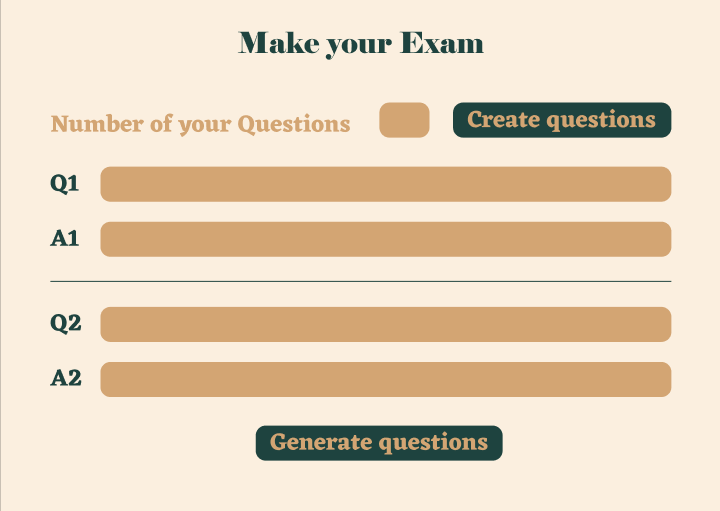 Make your Exam
Number of your Questions
Create questions
Q1
A1
Q2
A2
Generate questions